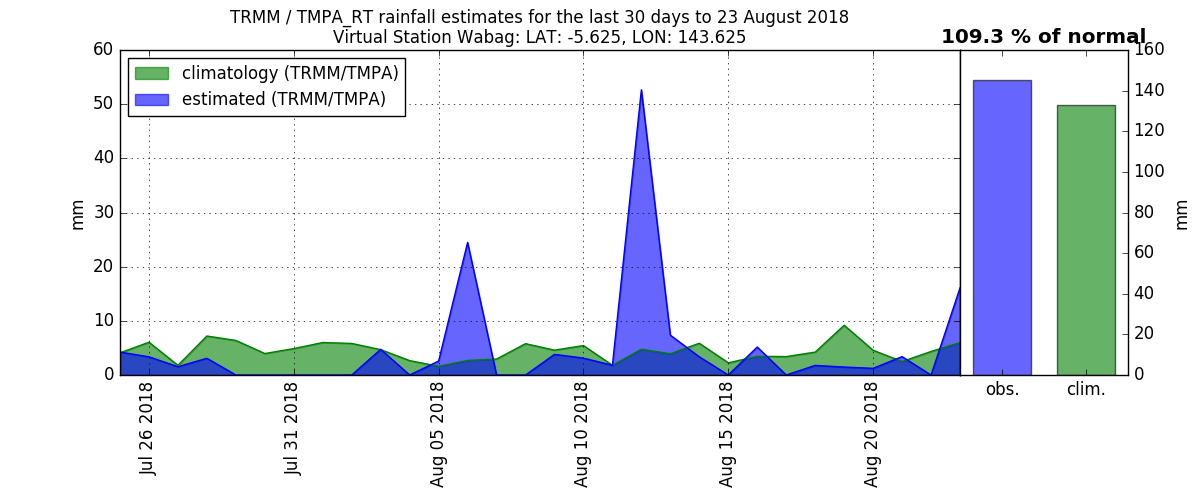 TRMM / TMPA_RT rainfall estimates for the last 30 days to 23 August 2018
Virtual Station Wabag: LAT: -5.625, LON: 143.625
109.3 % of normal
climatology (TRMM/TMPA)
estimated (TRMM/TMPA)
60
50
40
30
20
10
0
mm
Jul 26 2018
Jul 31 2018
Aug 05 2018
Aug 10 2018
Aug 15 2018
Aug 20 2018
obs.
clim.
160
140
120
100
80
60
40
20
0
mm